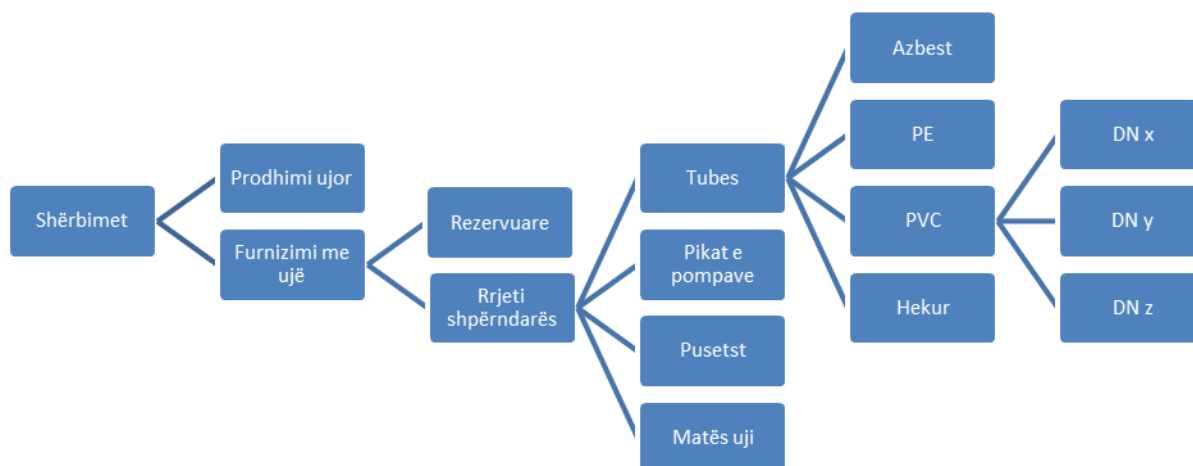 Shërbimet
Prodhimi ujor
Furnizimi me
ujë
Rezervuare
Rrjeti
shpërndarës
Tubes
Pikat e
pompave
Pusetst
Matës uji
Azbest
PE
PVC
Hekur
DN x
DN y
DN z